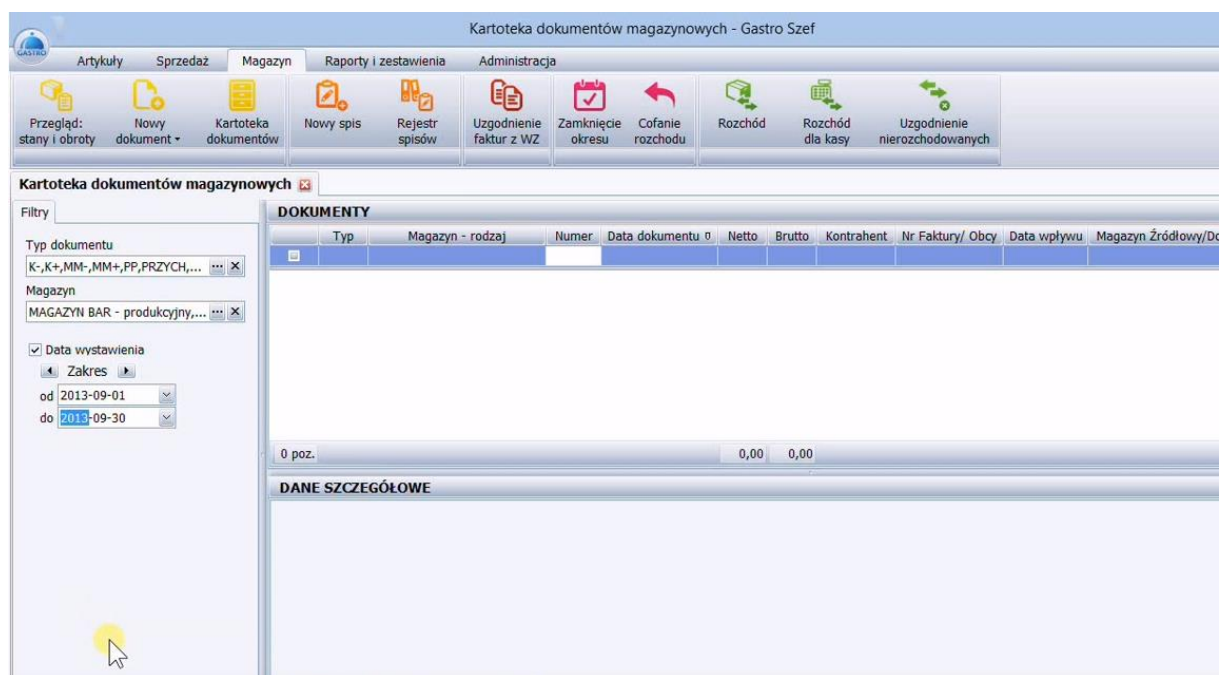 Kartoteka dokumentów magazynowych - Gastro Szef
GASTRO
Artykuły Sprzedaż Magazyn Raporty i zestawienia Administracja
Przegląd: Nowy Kartoteka Nowy spis Rejestr Uzgodnienie Zamknięcie Cofanie Rozchód Rozchód Uzgodnienie
stany i obroty dokument dokumentów spisów faktur z WZ okresu rozchodu dla kasy nierozchodowanych
Kartoteka dokumentów magazynowych
Filtry
DOKUMENTY
Typ Magazyn - rodzaj Numer Data dokumentu Netto Brutto Kontrahent Nr Faktury/ Obcy Data wpływu Magazyn Źródłowy/Do
Typ dokumentu
K-,K+,MM-,MM+,PP,PRZYCH,... ...
Magazyn
MAGAZYN BAR - produkcyjny,... ...
Data wystawienia
Zakres
od 2013-09-01
do 2013-09-30
0 poz. 0,00 0,00
DANE SZCZEGÓŁOWE